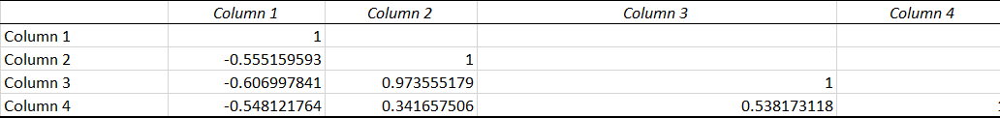 Column 1 Column 2 Column 3 Column 4
Column 1 1
Column 2 -0.555159593 1
Column 3 -0.606997841 0.973555179 1
Column 4 -0.548121764 0.341657506 0.538173118 1